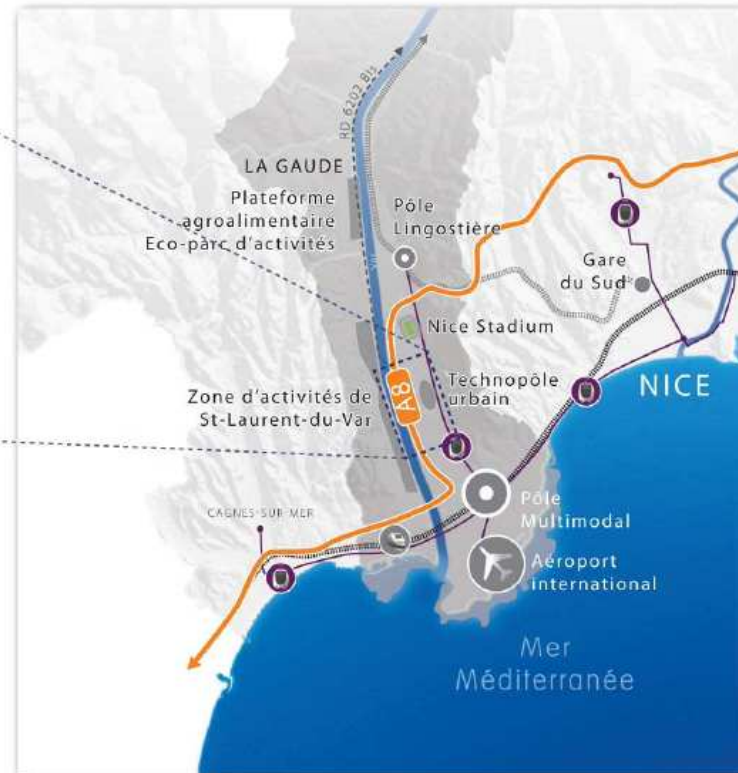 RD 6202 Bis
LA GAUDE
Plateforme
agroalimentaire
Eco-parc d'activités
Pôle
Lingostière
Gare
du Sud
Var
Nice Stadium
Zone d'activités de
St-Laurent-du-Var
A8
Technopôle
urbain
NICE
CAGNES-SUR-MER
Pôle
Multimodal
Aéroport
international
Mer
Méditerranée